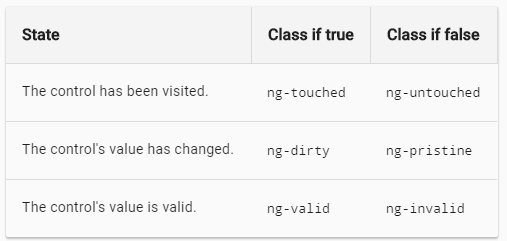 State Class if true Class if false
The control has been visited. ng-touched ng-untouched
The control's value has changed. ng-dirty ng-pristine
The control's value is valid. ng-valid ng-invalid